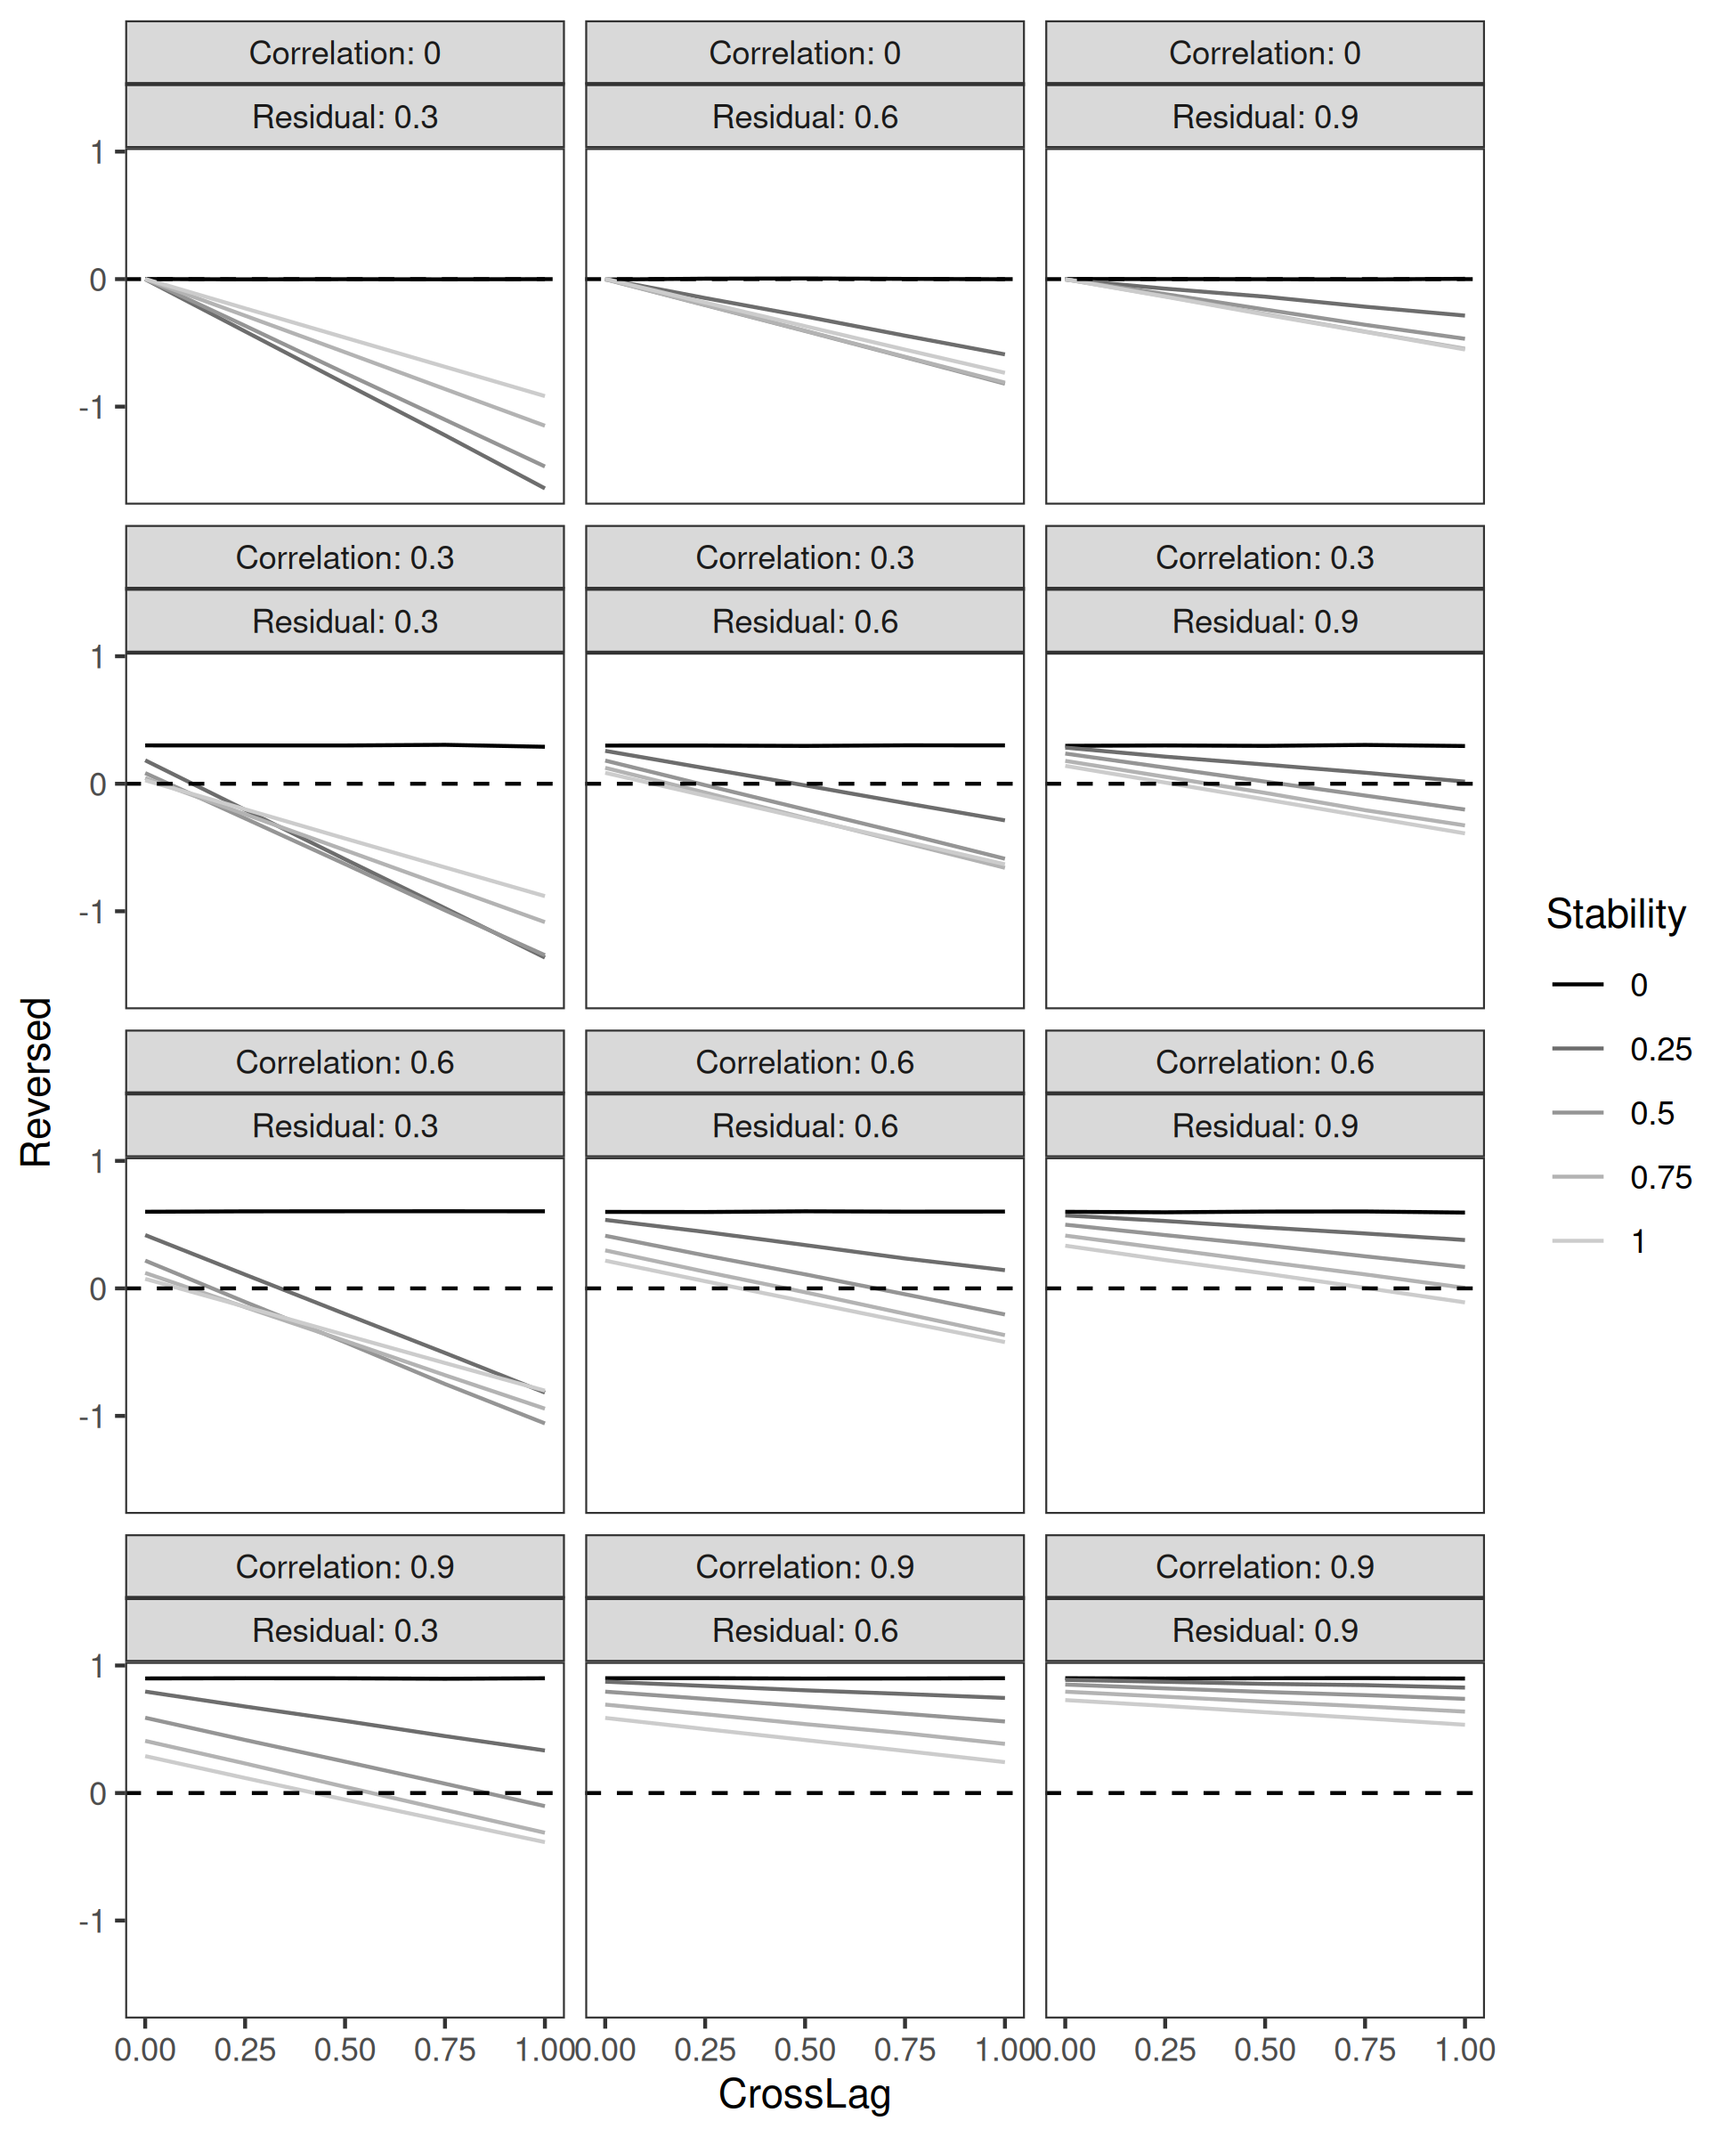 Correlation: 0
Correlation: 0
Correlation: 0
Residual: 0.3
Residual: 0.6
Residual: 0.9
1
0
-1
Correlation: 0.3
Correlation: 0.3
Correlation: 0.3
Residual: 0.3
Residual: 0.6
Residual: 0.9
1
0
-1
Correlation: 0.6
Correlation: 0.6
Correlation: 0.6
Residual: 0.3
Residual: 0.6
Residual: 0.9
1
0
-1
Correlation: 0.9
Correlation: 0.9
Correlation: 0.9
Residual: 0.3
Residual: 0.6
Residual: 0.9
1
0
-1
0.00 0.25 0.50 0.75 1.00
0.00 0.25 0.50 0.75 1.00
0.00 0.25 0.50 0.75 1.00
CrossLag
Reversed
Stability
0
0.25
0.5
0.75
1